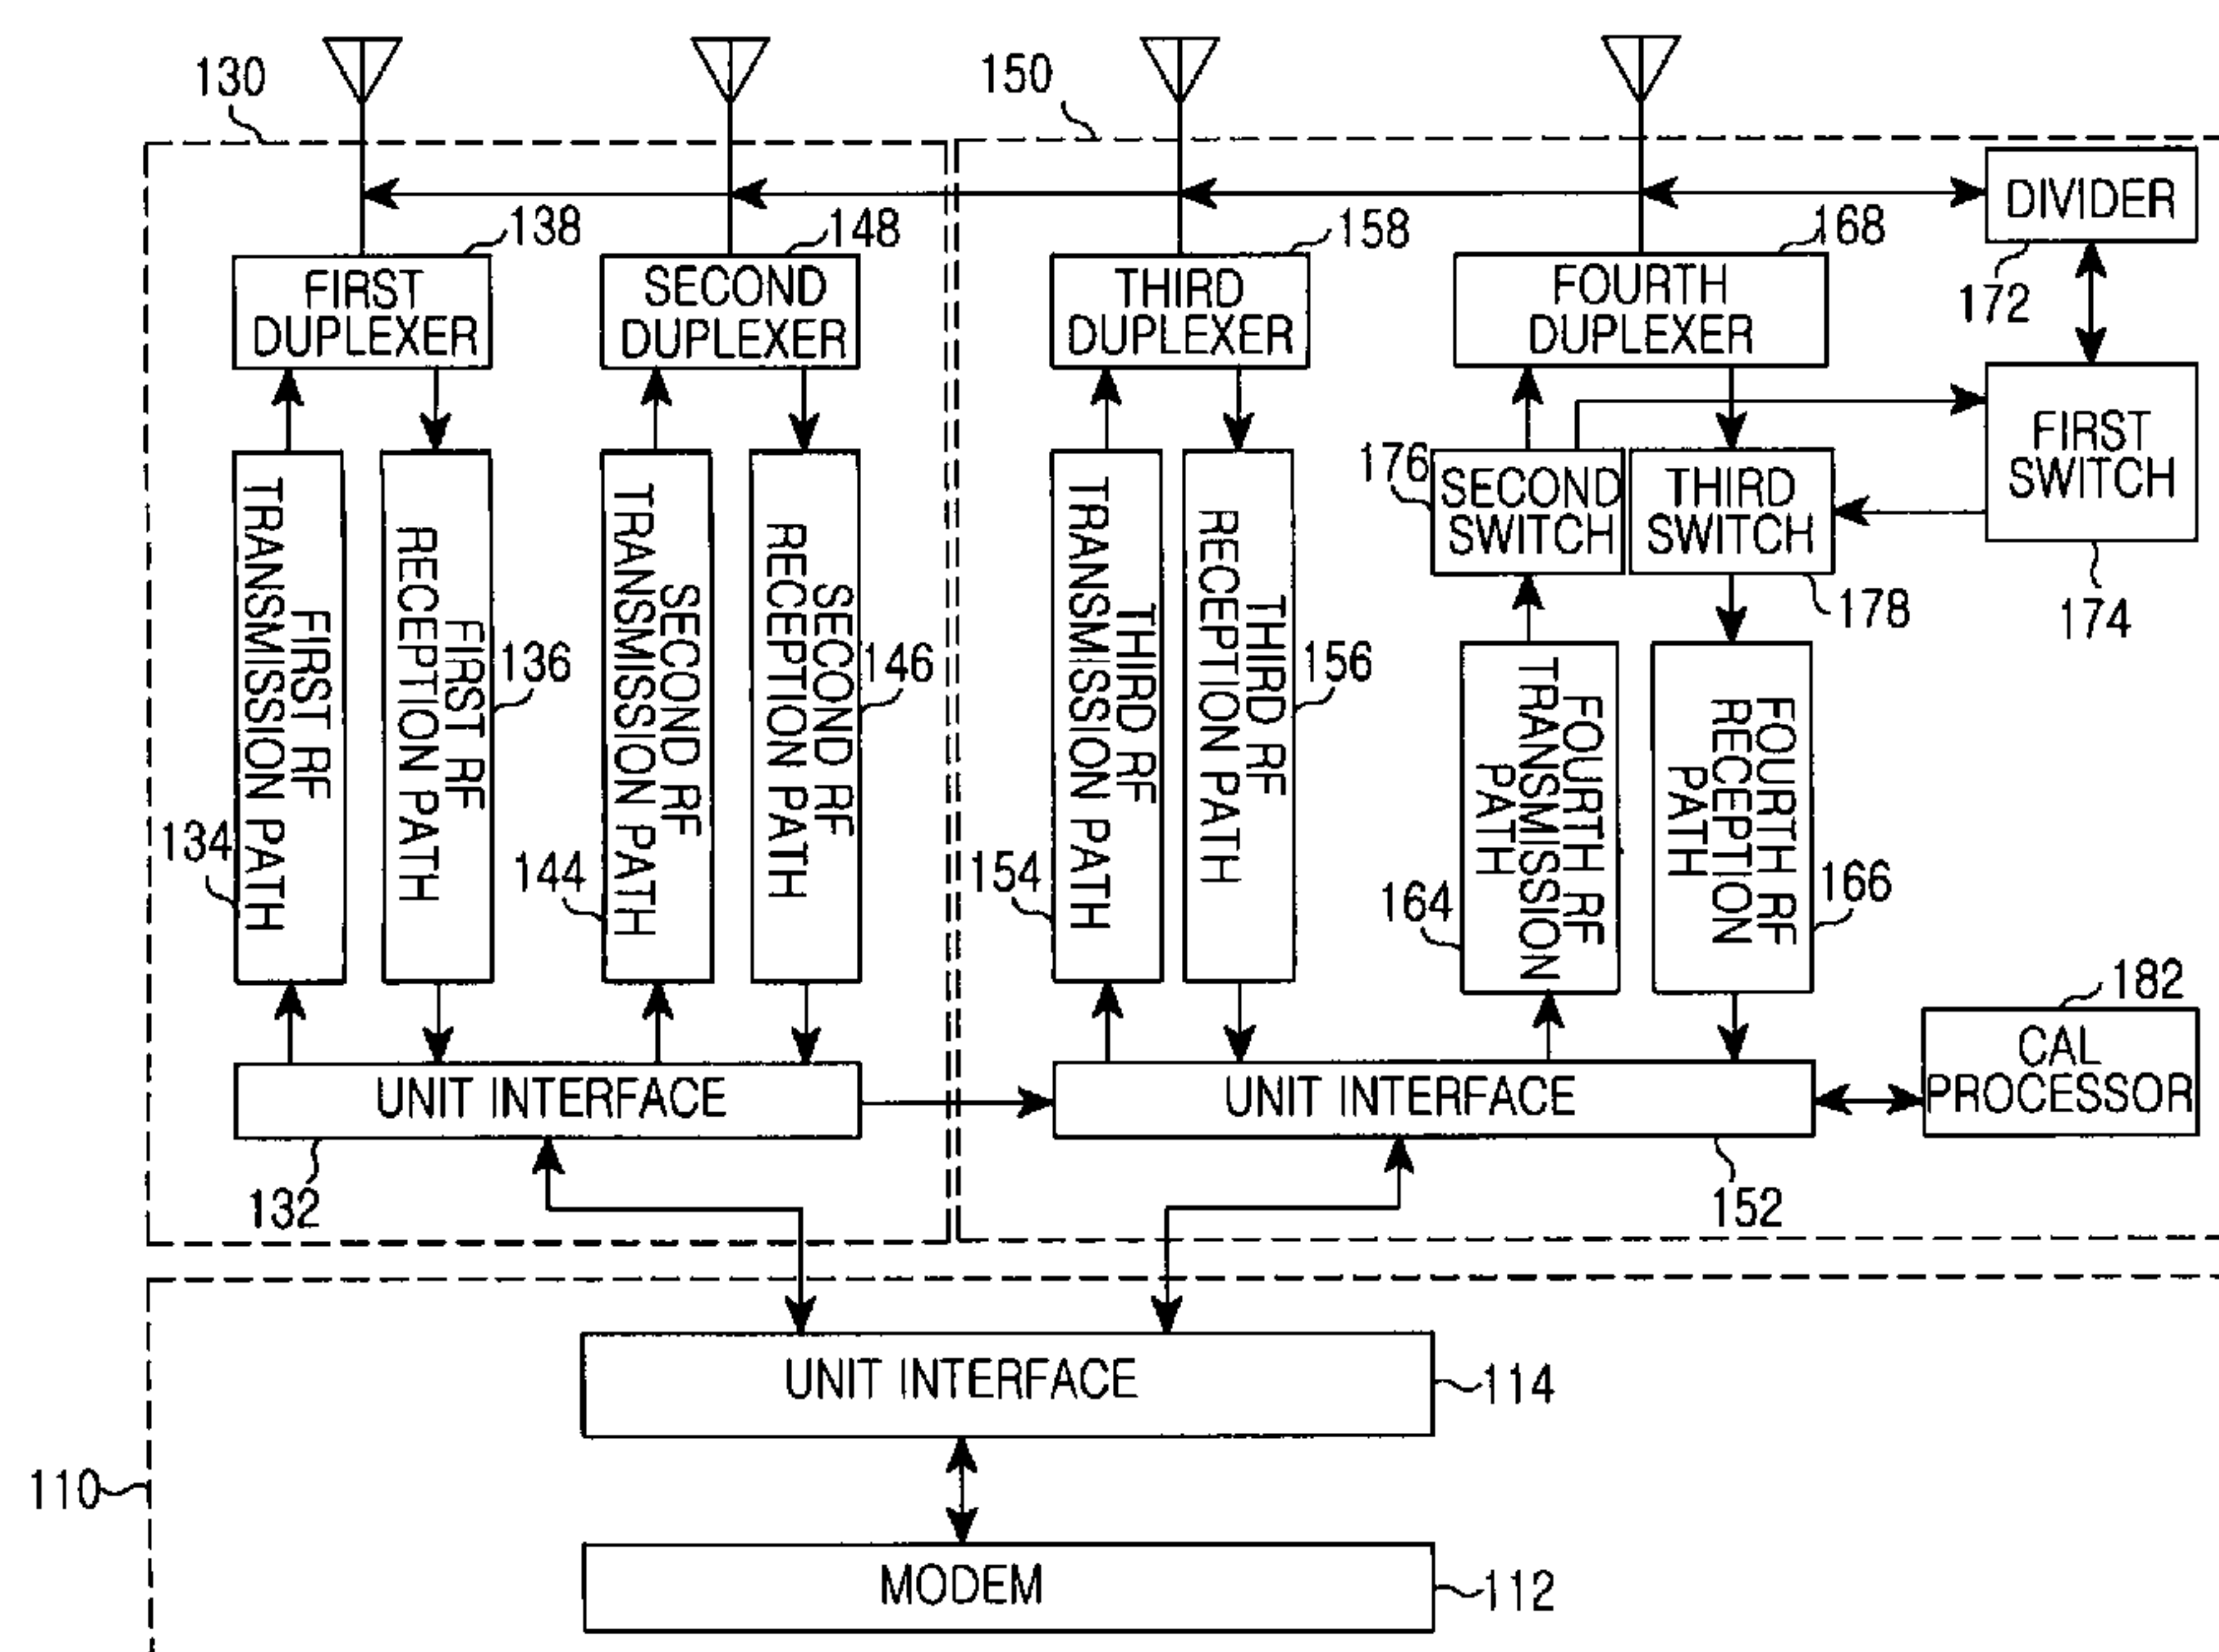 130
150
138
148
158
168
DIVIDER
172
FIRST
DUPLEXER
SECOND
DUPLEXER
THIRD
DUPLEXER
FOURTH
DUPLEXER
FIRST
SWITCH
174
176
SECOND
SWITCH
THIRD
SWITCH
178
FIRST RF
TRANSMISSION PATH
134
FIRST RF
RECEPTION PATH
136
SECOND RF
TRANSMISSION PATH
144
SECOND RF
RECEPTION PATH
146
THIRD RF
TRANSMISSION PATH
154
THIRD RF
RECEPTION PATH
156
FOURTH RF
TRANSMISSION
PATH
164
FOURTH RF
RECEPTION
PATH
166
182
CAL
PROCESSOR
UNIT INTERFACE
132
UNIT INTERFACE
152
UNIT INTERFACE
114
110
MODEM
112